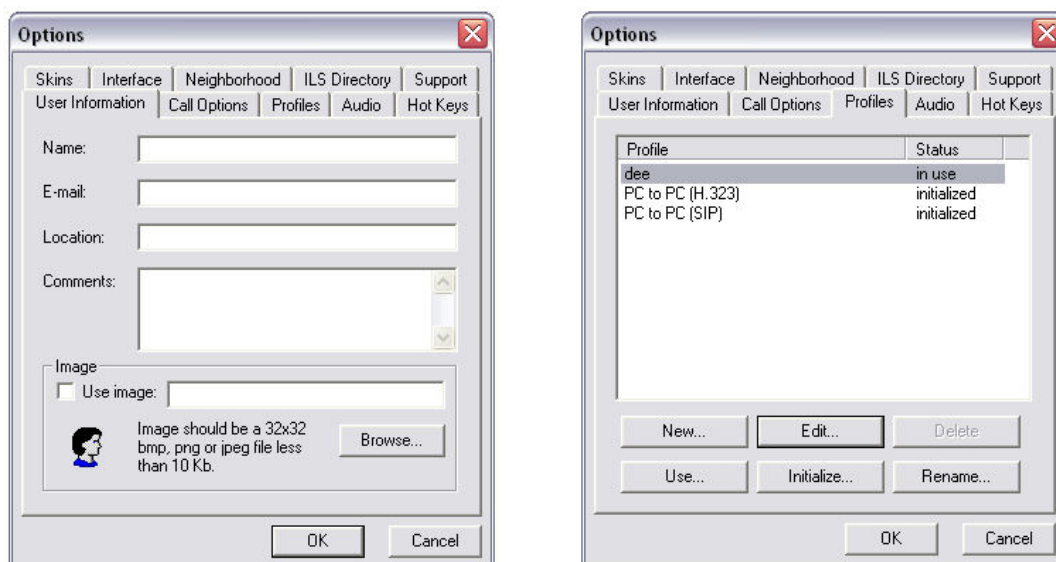 Options
Skins Interface Neighborhood ILS Directory Support
User Information Call Options Profiles Audio Hot Keys
Name:
E-mail:
Location:
Comments:
Image
Use image:
Image should be a 32x32
bmp, png or jpeg file less
than 10 Kb.
Browse...
OK Cancel
Options
Skins Interface Neighborhood ILS Directory Support
User Information Call Options Profiles Audio Hot Keys
Profile Status
dee in use
PC to PC (H.323) initialized
PC to PC (SIP) initialized
New... Edit... Delete
Use... Initialize... Rename...
OK Cancel